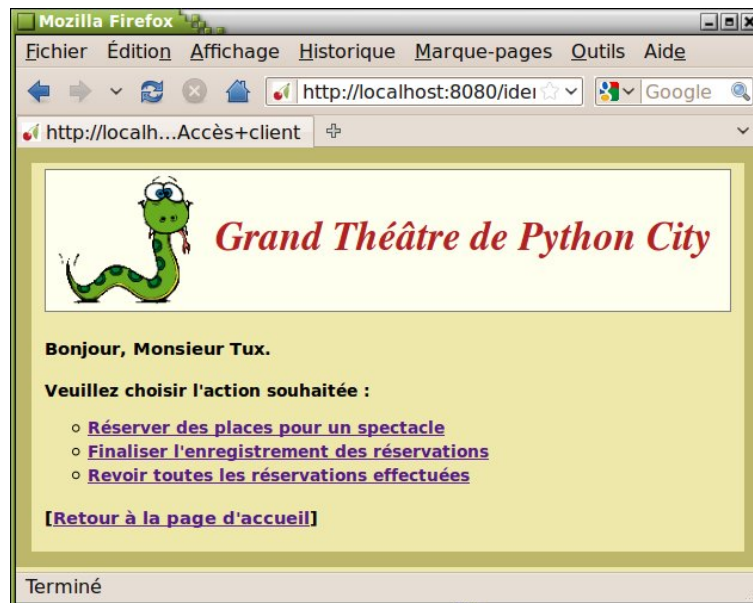 Mozilla Firefox
Fichier Édition Affichage Historique Marque-pages Outils Aide
http://localhost:8080/iden Google
http://localh...Accès+client
Grand Théâtre de Python City
Bonjour, Monsieur Tux.
Veuillez choisir l'action souhaitée :
Réserver des places pour un spectacle
Finaliser l'enregistrement des réservations
Revoir toutes les réservations effectuées
[Retour à la page d'accueil]
Terminé